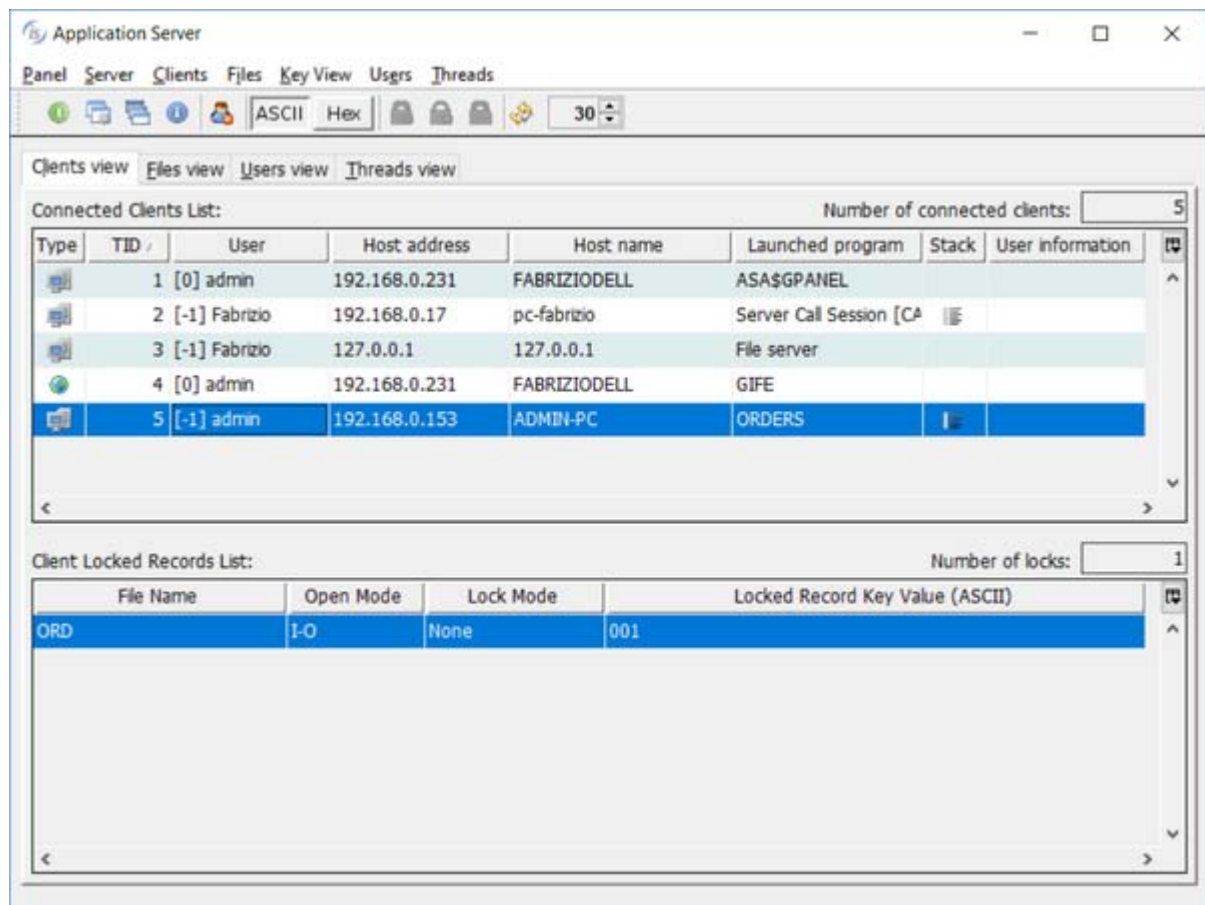 Application Server
Panel Server Clients Files Key View Users Threads
ASCII Hex 30
Clients view Files view Users view Threads view
Connected Clients List: Number of connected clients: 5
Type TID User Host address Host name Launched program Stack User information
1 [0] admin 192.168.0.231 FABRIZIODELL ASA$GPANEL
2 [-1] Fabrizio 192.168.0.17 pc-fabrizio Server Call Session [CA
3 [-1] Fabrizio 127.0.0.1 127.0.0.1 File server
4 [0] admin 192.168.0.231 FABRIZIODELL GIFE
5 [-1] admin 192.168.0.153 ADMIN-PC ORDERS
Client Locked Records List: Number of locks: 1
File Name Open Mode Lock Mode Locked Record Key Value (ASCII)
ORD I-O None 001